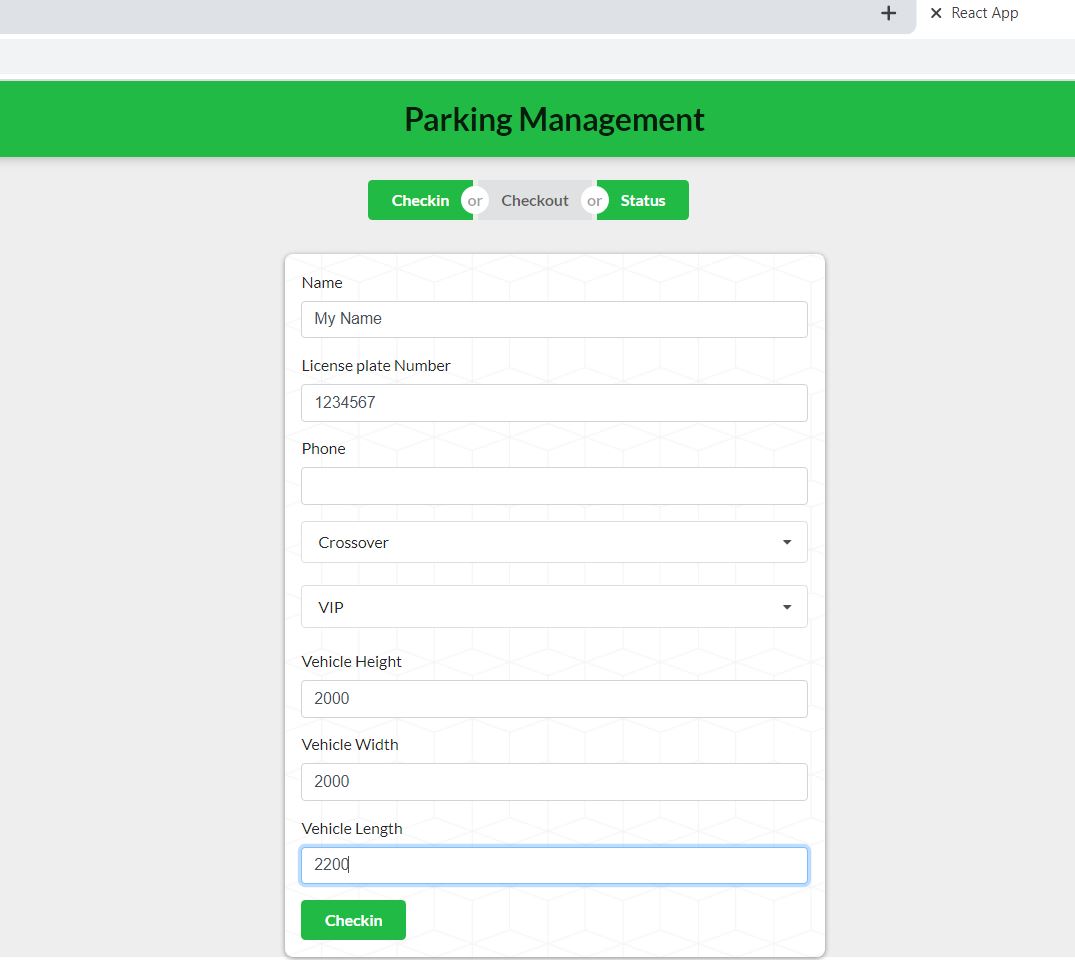 React App
Parking Management
Checkin or Checkout or Status
Name
My Name
License plate Number
1234567
Phone
Crossover
VIP
Vehicle Height
2000
Vehicle Width
2000
Vehicle Length
2200
Checkin